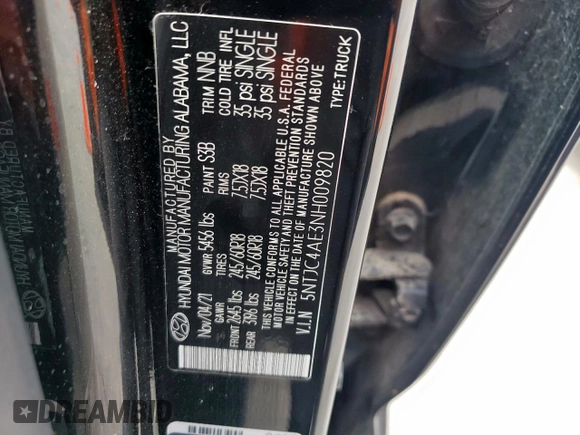 MANUFACTURED BY
HYUNDAI MOTOR MANUFACTURING ALABAMA, LLC
Nov/04/21 GVWR 5456 lbs PAINT S3B TRIM NNB
GAWR RIMS COLD TIRE INFL
FRONT 2645 lbs 245/60R18 7.5JX18 35 psi SINGLE
REAR 3196 lbs 245/60R18 7.5JX18 35 psi SINGLE
THIS VEHICLE CONFORMS TO ALL APPLICABLE U.S.A. FEDERAL
MOTOR VEHICLE SAFETY AND THEFT PREVENTION STANDARDS
IN EFFECT ON THE DATE OF MANUFACTURE SHOWN ABOVE
V.I.N 5NTJC4AE3NH009820 TYPE:TRUCK
DREAMBID